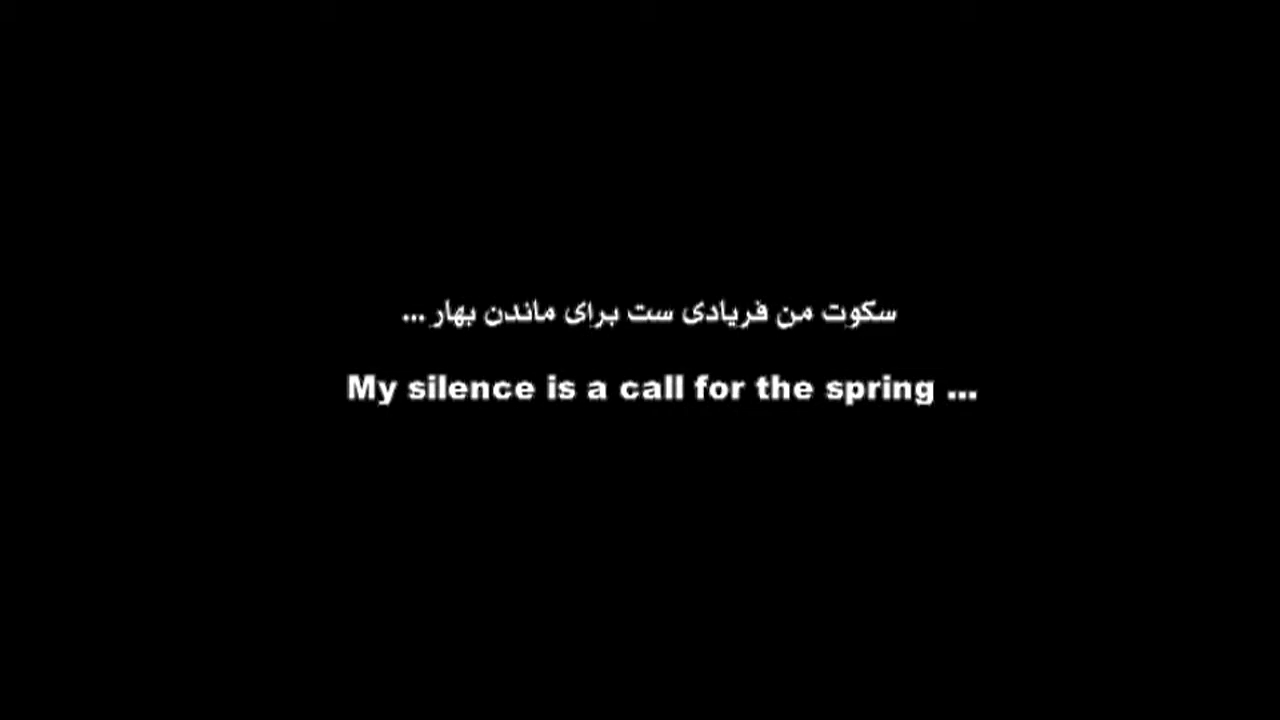 سکوت من فریادی ست برای ماندن بهار ...
My silence is a call for the spring ...